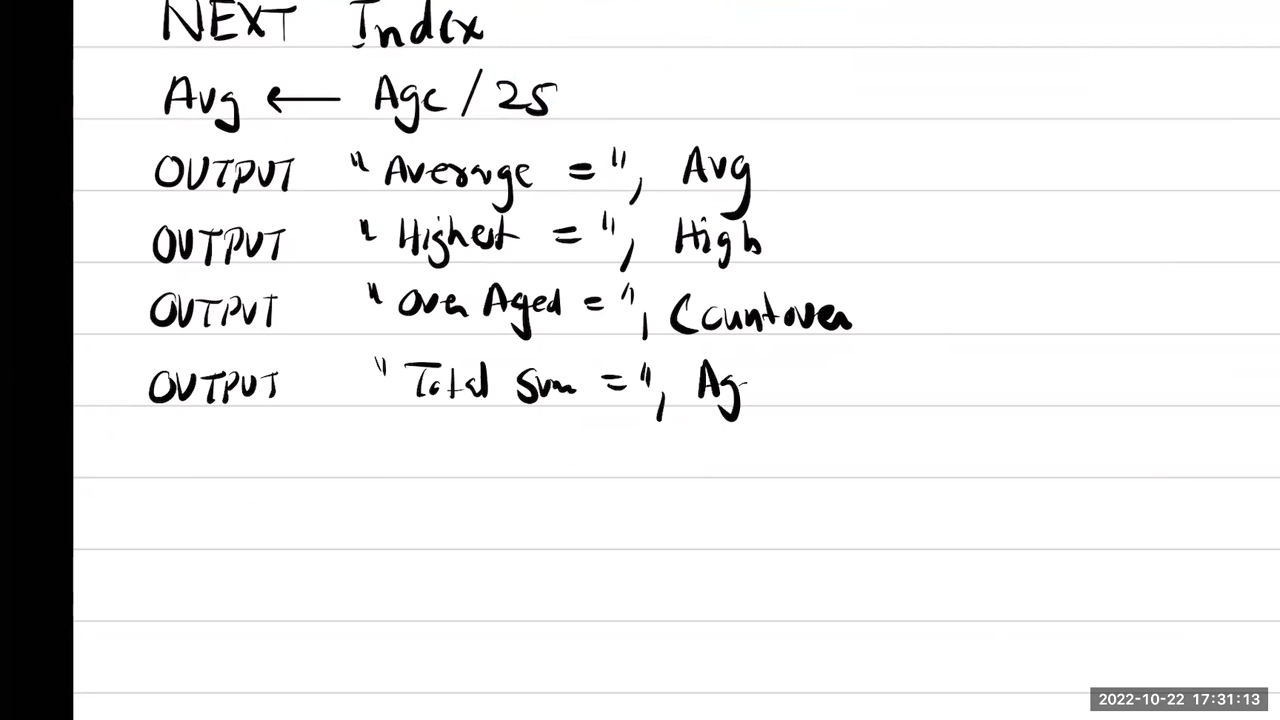 NEXT Index
Avg ← Age / 25
OUTPUT "Average =", Avg
OUTPUT "Highest =", High
OUTPUT "Over Aged =", Countover
OUTPUT "Total Sum =", Ag
2022-10-22 17:31:13